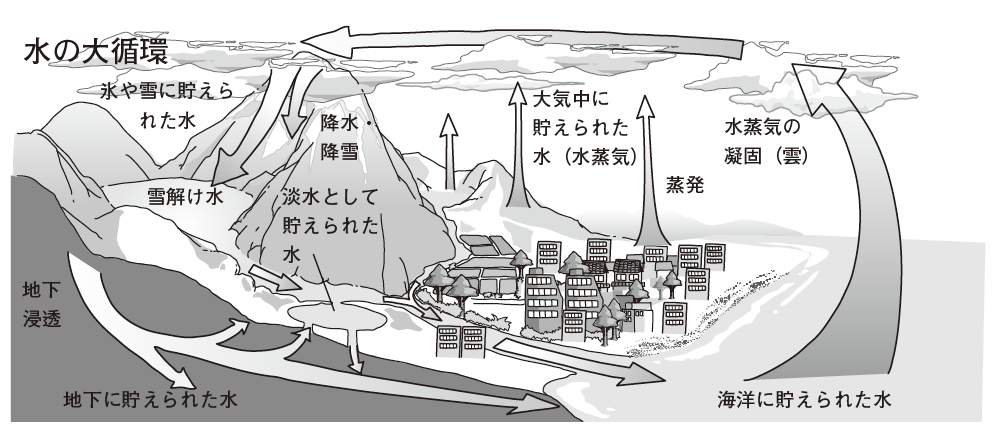 水の大循環
氷や雪に貯えら
れた水
降水・
降雪
大気中に
貯えられた
水（水蒸気）
水蒸気の
凝固（雲）
蒸発
雪解け水
淡水として
貯えられた
水
地下
浸透
地下に貯えられた水
海洋に貯えられた水